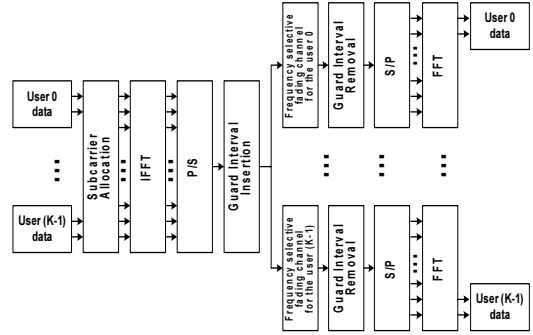 User 0
data
User (K-1)
data
Subcarrier
Allocation
IFFT
P/S
Guard Interval
Insertion
Frequency selective
fading channel
for the user 0
Guard Interval
Removal
S/P
FFT
User 0
data
Frequency selective
fading channel
for the user (K-1)
Guard Interval
Removal
S/P
FFT
User (K-1)
data